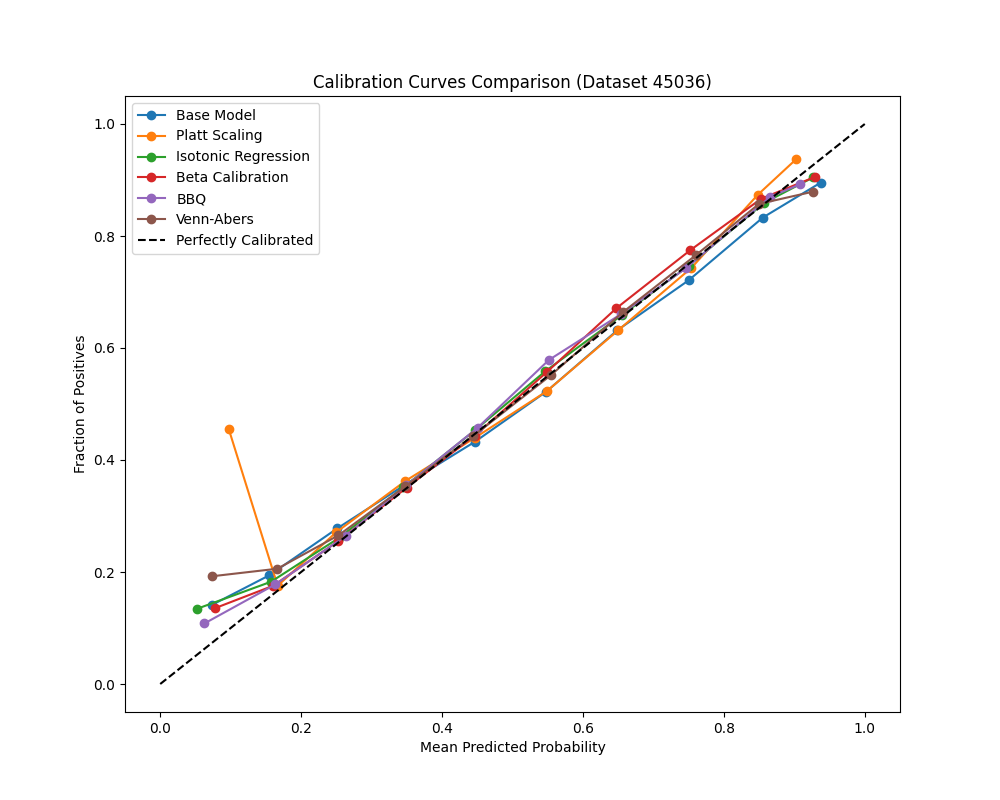 Calibration Curves Comparison (Dataset 45036)
Base Model
Platt Scaling
Isotonic Regression
Beta Calibration
BBQ
Venn-Abers
Perfectly Calibrated
Fraction of Positives
1.0
0.8
0.6
0.4
0.2
0.0
0.0 0.2 0.4 0.6 0.8 1.0
Mean Predicted Probability